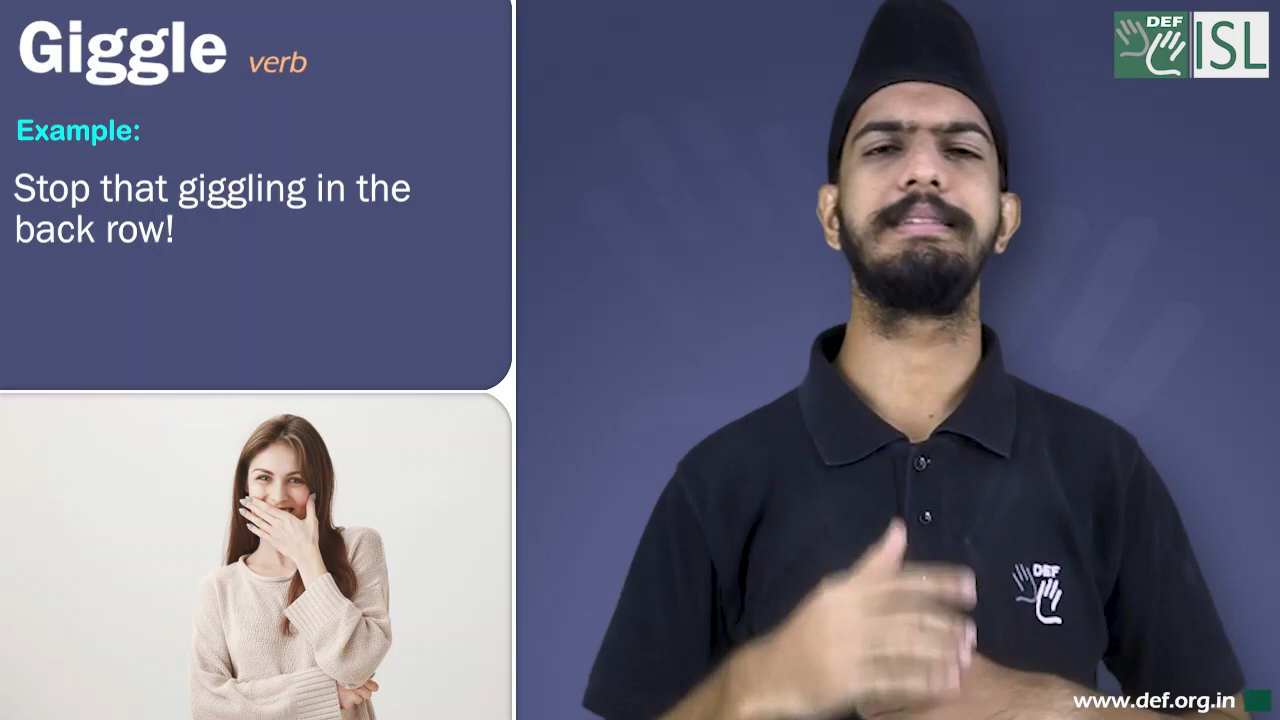 Giggle verb
Example:
Stop that giggling in the
back row!
DEF
ISL
DEF
www.def.org.in